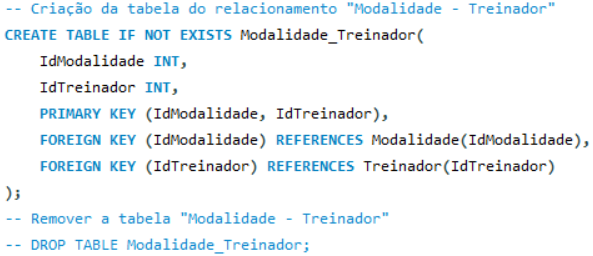 -- Criação da tabela do relacionamento "Modalidade - Treinador"
CREATE TABLE IF NOT EXISTS Modalidade_Treinador(
    IdModalidade INT,
    IdTreinador INT,
    PRIMARY KEY (IdModalidade, IdTreinador),
    FOREIGN KEY (IdModalidade) REFERENCES Modalidade(IdModalidade),
    FOREIGN KEY (IdTreinador) REFERENCES Treinador(IdTreinador)
);
-- Remover a tabela "Modalidade - Treinador"
-- DROP TABLE Modalidade_Treinador;